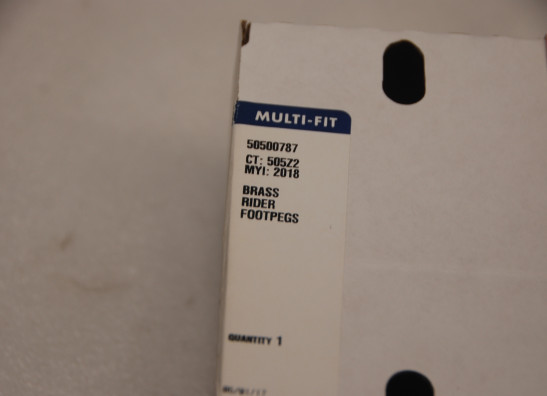 MULTI-FIT
50500787
CT: 505Z2
MYI: 2018
BRASS
RIDER
FOOTPEGS
QUANTITY 1